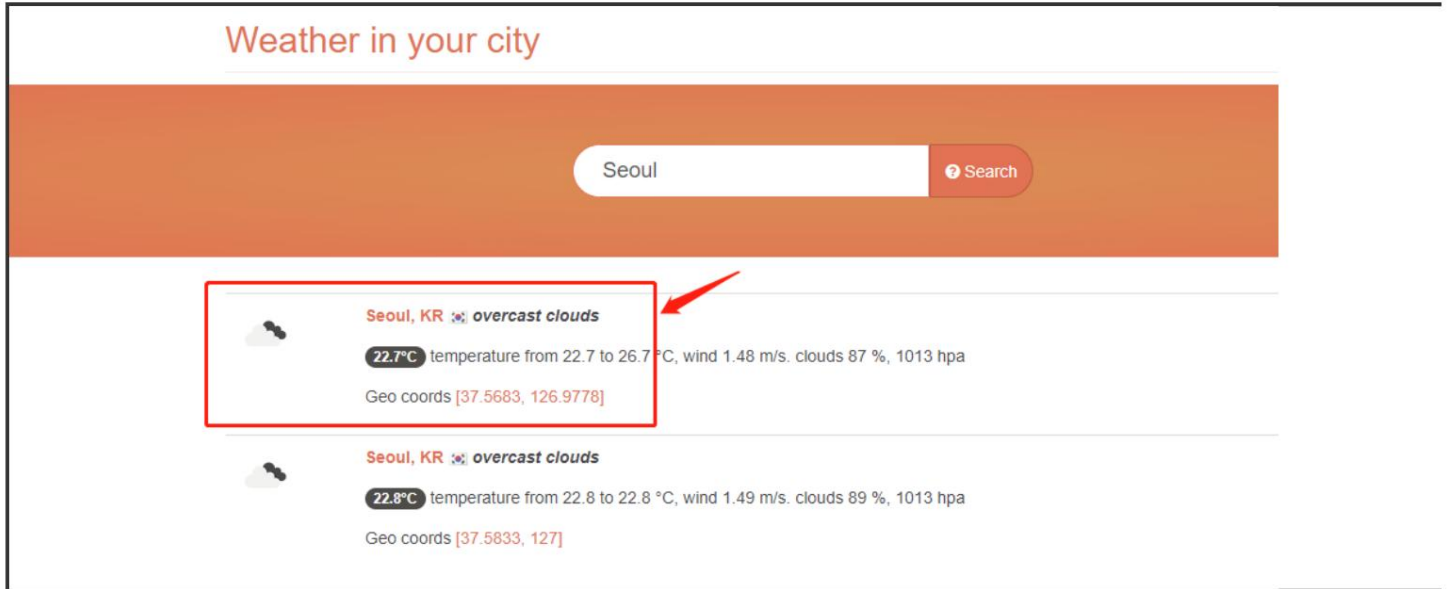 Weather in your city
Seoul
Search
Seoul, KR overcast clouds
22.7°C temperature from 22.7 to 26.7 °C, wind 1.48 m/s. clouds 87 %, 1013 hpa
Geo coords [37.5683, 126.9778]
Seoul, KR overcast clouds
22.8°C temperature from 22.8 to 22.8 °C, wind 1.49 m/s. clouds 89 %, 1013 hpa
Geo coords [37.5833, 127]